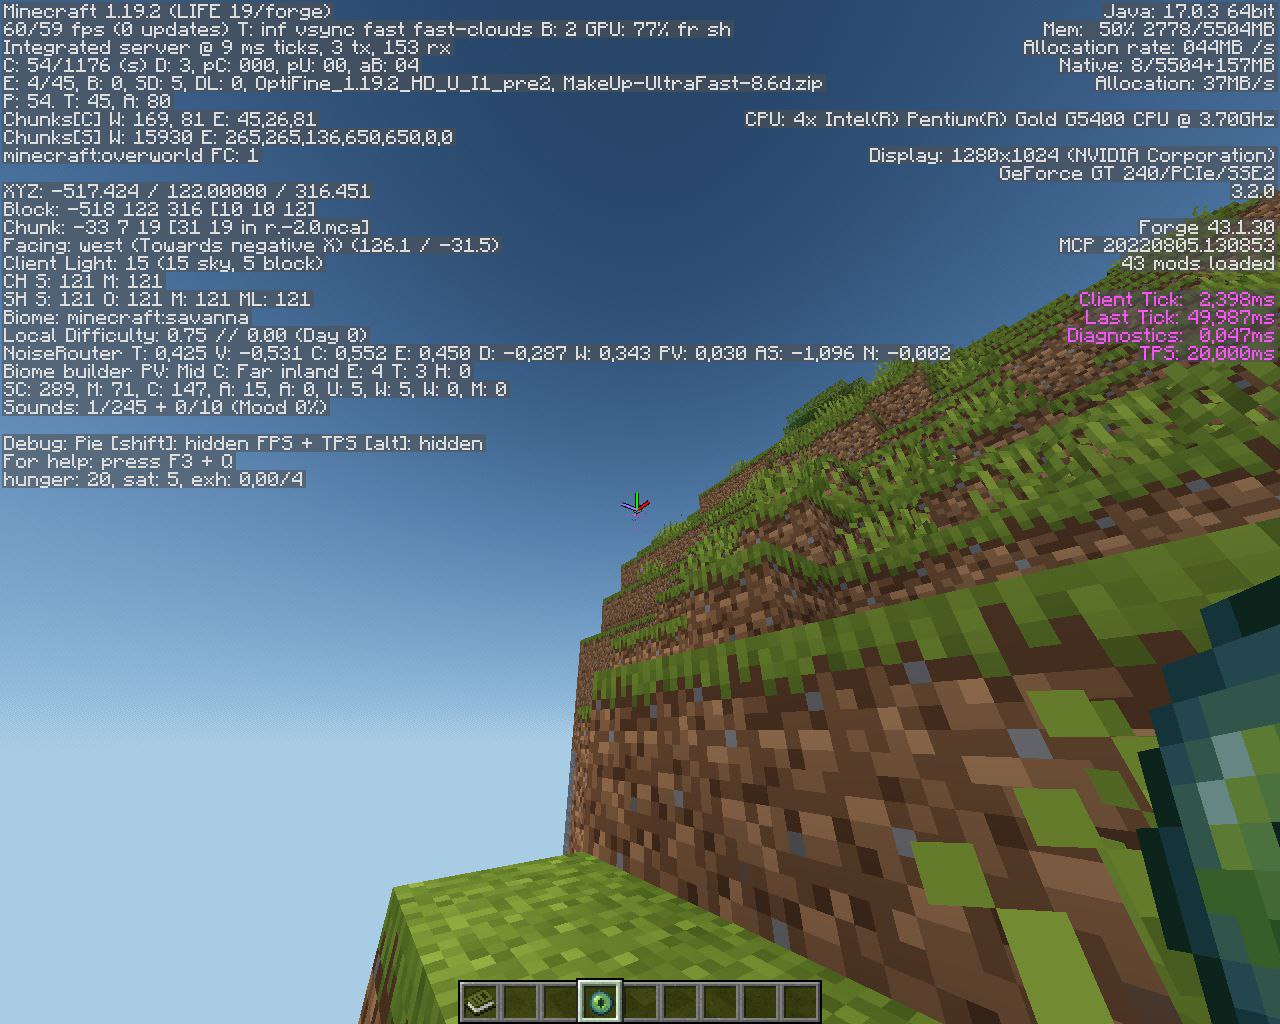 Minecraft 1.19.2 (LIFE 19/forge)
60/59 fps (0 updates) T: inf vsync fast fast-clouds B: 2 GPU: 77% fr sh
Integrated server @ 9 ms ticks, 3 tx, 153 rx
C: 54/1176 (s) D: 3, pC: 000, pU: 00, aB: 04
E: 4/45, B: 0, SD: 5, DL: 0, OptiFine_1.19.2_HD_U_I1_pre2, MakeUp-UltraFast-8.6d.zip
P: 54. T: 45, A: 80
Chunks[C] W: 169, 81 E: 45,26,81
Chunks[S] W: 15930 E: 265,265,136,650,650,0,0
minecraft:overworld FC: 1
XYZ: -517.424 / 122.00000 / 316.451
Block: -518 122 316 [10 10 12]
Chunk: -33 7 19 [31 19 in r.-2.0.mca]
Facing: west (Towards negative X) (126.1 / -31.5)
Client Light: 15 (15 sky, 5 block)
CH S: 121 M: 121
SH S: 121 O: 121 M: 121 ML: 121
Biome: minecraft:savanna
Local Difficulty: 0.75 // 0.00 (Day 0)
NoiseRouter T: 0,425 V: -0,531 C: 0,552 E: 0,450 D: -0,287 W: 0,343 PV: 0,030 AS: -1,096 N: -0,002
Biome builder PV: Mid C: Far inland E: 4 T: 3 H: 0
SC: 289, M: 71, C: 147, A: 15, A: 0, U: 5, W: 5, W: 0, M: 0
Sounds: 1/245 + 0/10 (Mood 0%)
Debug: Pie [shift]: hidden FPS + TPS [alt]: hidden
For help: press F3 + Q
hunger: 20, sat: 5, exh: 0,00/4
Java: 17.0.3 64bit
Mem: 50% 2778/5504MB
Allocation rate: 044MB /s
Native: 8/5504+157MB
Allocation: 37MB/s
CPU: 4x Intel(R) Pentium(R) Gold G5400 CPU @ 3.70GHz
Display: 1280x1024 (NVIDIA Corporation)
GeForce GT 240/PCIe/SSE2
3.2.0
Forge 43.1.30
MCP 20220805.130853
43 mods loaded
Client Tick: 2,398ms
Last Tick: 49,987ms
Diagnostics: 0,047ms
TPS: 20,000ms